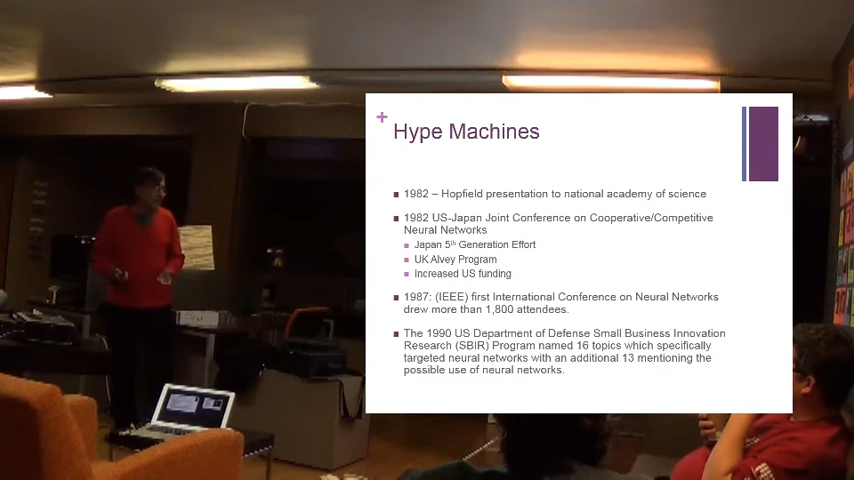 +
Hype Machines
1982 – Hopfield presentation to national academy of science
1982 US-Japan Joint Conference on Cooperative/Competitive
Neural Networks
Japan 5th Generation Effort
UK Alvey Program
Increased US funding
1987: (IEEE) first International Conference on Neural Networks
drew more than 1,800 attendees.
The 1990 US Department of Defense Small Business Innovation
Research (SBIR) Program named 16 topics which specifically
targeted neural networks with an additional 13 mentioning the
possible use of neural networks.